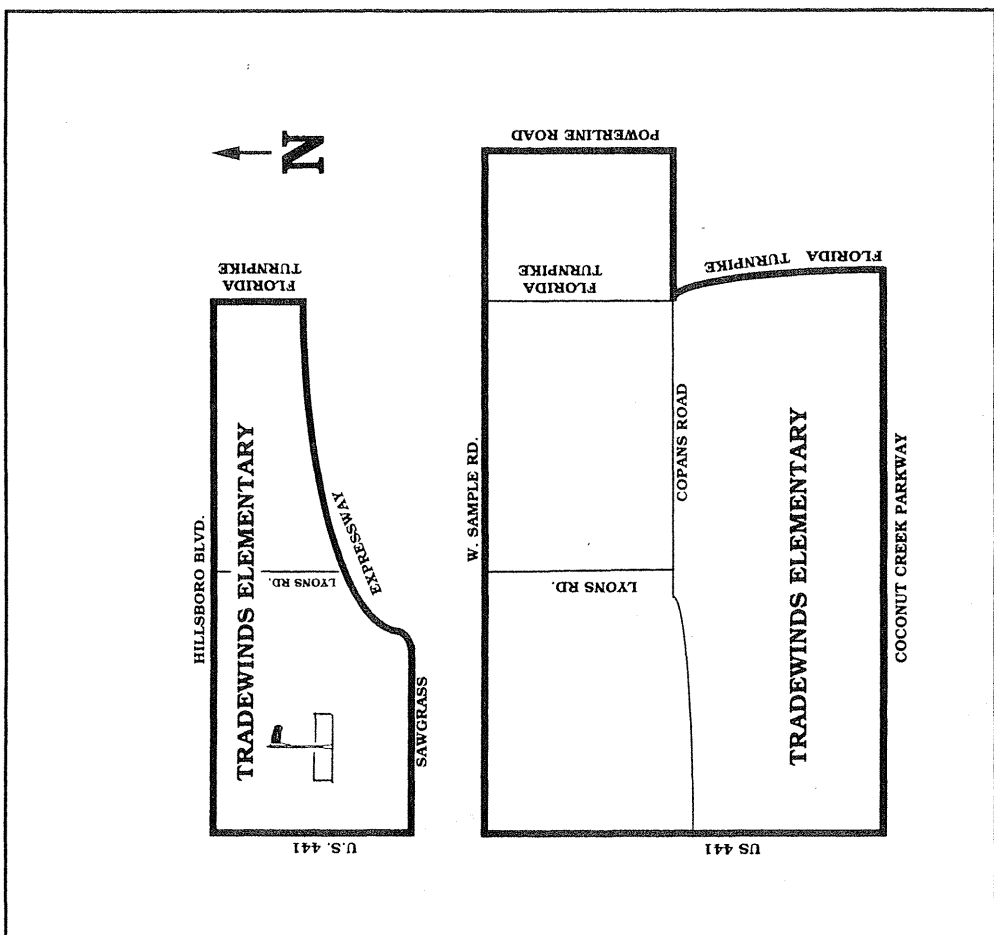 POWERLINE ROAD
N
FLORIDA
TURNPIKE
HILLSBORO BLVD.
TRADEWINDS ELEMENTARY
LYONS RD.
EXPRESSWAY
SAWGRASS
U.S. 441
W. SAMPLE RD.
FLORIDA
TURNPIKE
LYONS RD.
COPANS ROAD
FLORIDA
TURNPIKE
TRADEWINDS ELEMENTARY
COCONUT CREEK PARKWAY
US 441